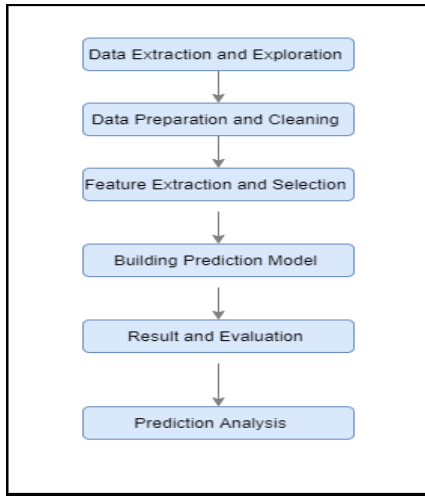 Data Extraction and Exploration
Data Preparation and Cleaning
Feature Extraction and Selection
Building Prediction Model
Result and Evaluation
Prediction Analysis